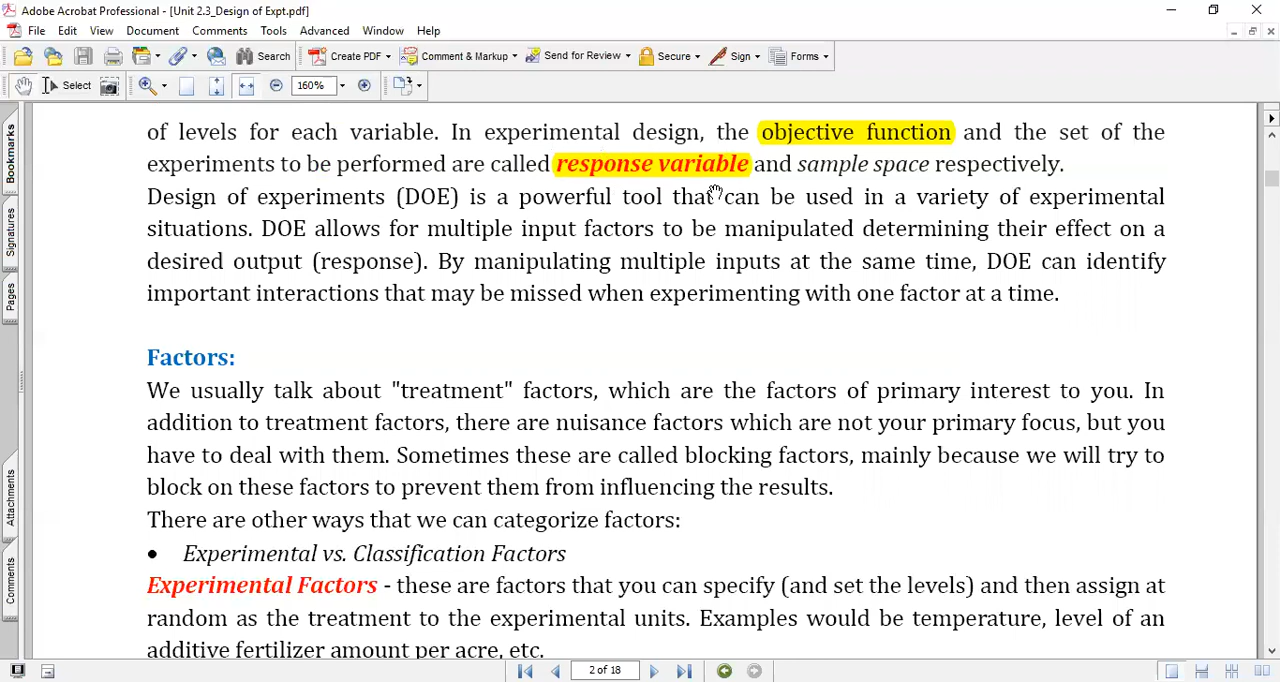 Adobe Acrobat Professional - [Unit 2.3_Design of Expt.pdf]
File Edit View Document Comments Tools Advanced Window Help
Search Create PDF Comment & Markup Send for Review Secure Sign Forms
Select 160%
Bookmarks
Signatures
Pages
Attachments
Comments
of levels for each variable. In experimental design, the objective function and the set of the
experiments to be performed are called response variable and sample space respectively.
Design of experiments (DOE) is a powerful tool that can be used in a variety of experimental
situations. DOE allows for multiple input factors to be manipulated determining their effect on a
desired output (response). By manipulating multiple inputs at the same time, DOE can identify
important interactions that may be missed when experimenting with one factor at a time.
Factors:
We usually talk about "treatment" factors, which are the factors of primary interest to you. In
addition to treatment factors, there are nuisance factors which are not your primary focus, but you
have to deal with them. Sometimes these are called blocking factors, mainly because we will try to
block on these factors to prevent them from influencing the results.
There are other ways that we can categorize factors:
• Experimental vs. Classification Factors
Experimental Factors - these are factors that you can specify (and set the levels) and then assign at
random as the treatment to the experimental units. Examples would be temperature, level of an
additive fertilizer amount per acre, etc.
2 of 18